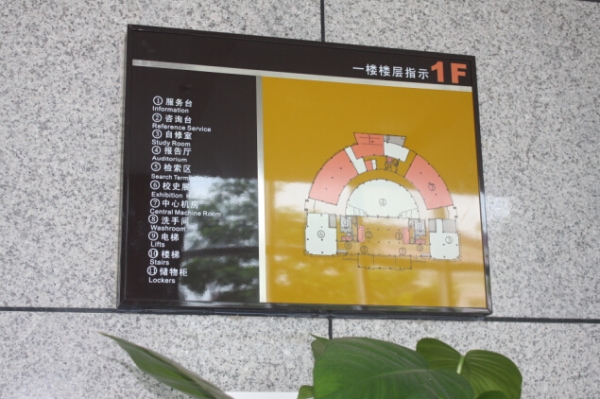 一楼楼层指示 1F
① 服务台
Information
② 咨询台
Reference Service
③ 自修室
Study Room
④ 报告厅
Auditorium
⑤ 检索区
Search
⑥ 校史展
Exhibition
⑦ 中心机房
Central Machine Room
⑧ 洗手间
Washroom
⑨ 电梯
Lifts
⑩ 楼梯
Stairs
⑪ 储物柜
Lockers